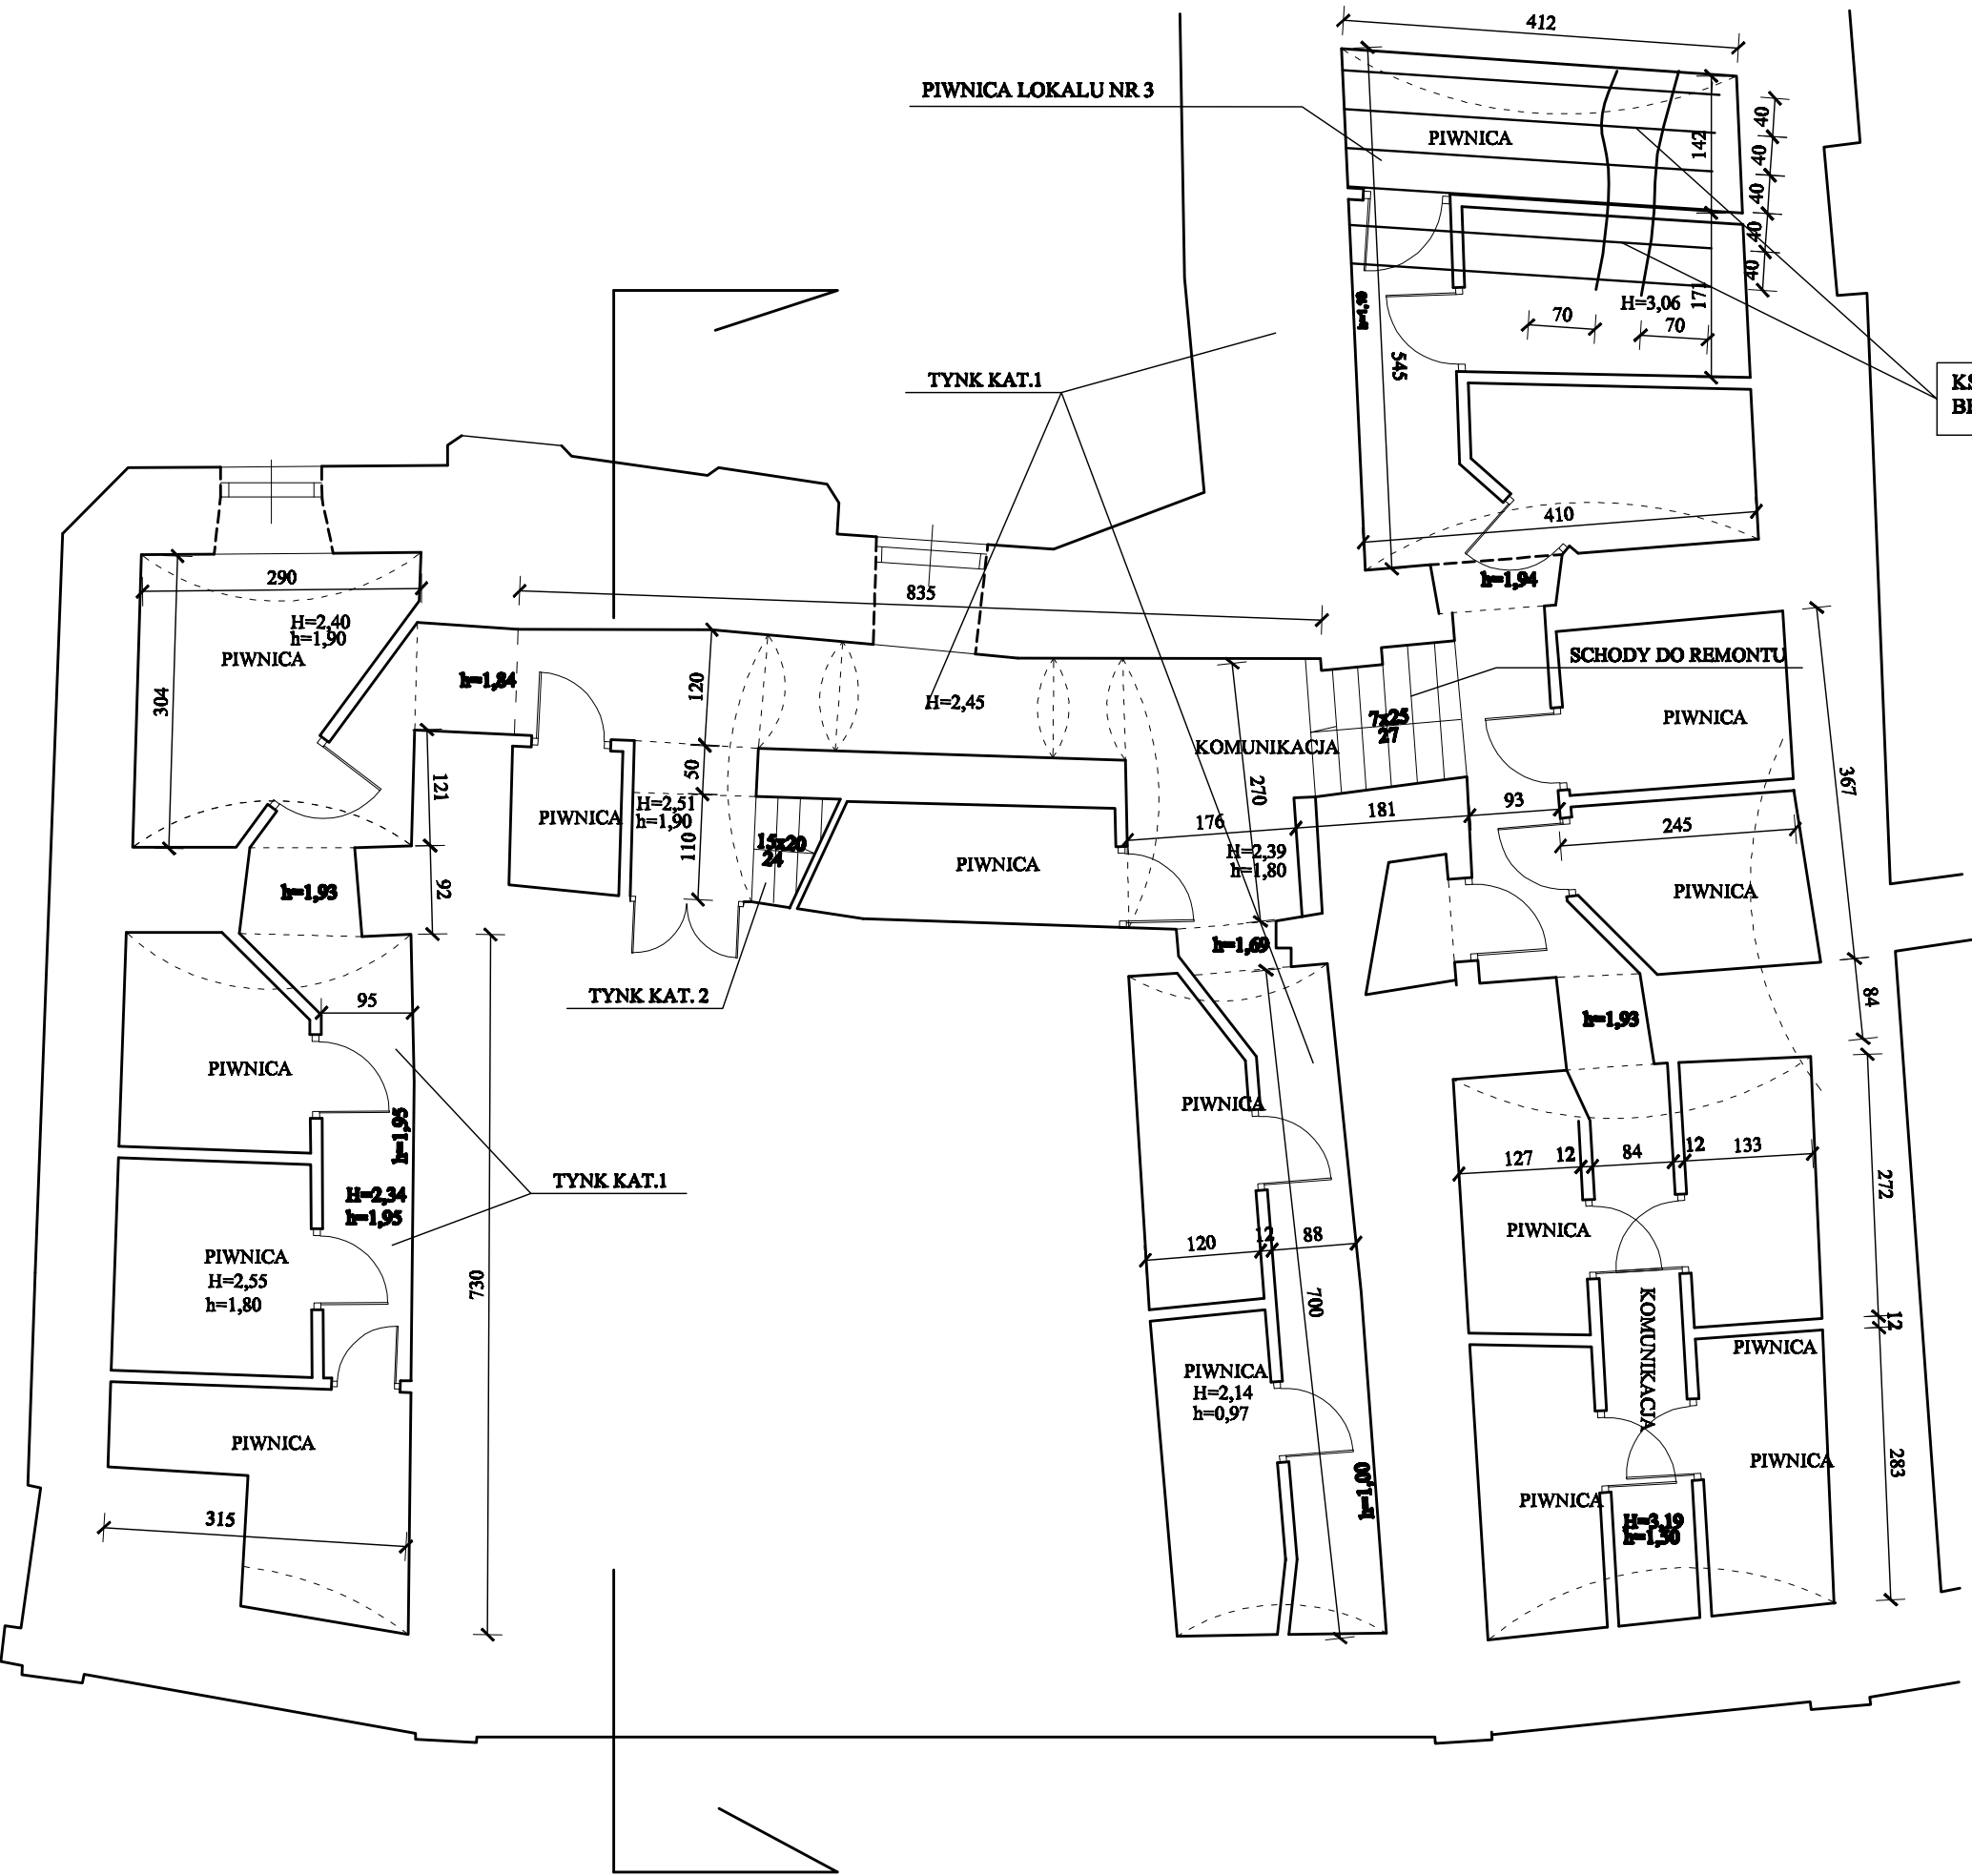 412
PIWNICA LOKALU NR 3
PIWNICA
142
40
40
40
40
40
171
H=3,06
70
70
545
TYNK KAT.1
410
h=1,94
290
H=2,40
h=1,90
PIWNICA
304
835
h=1,84
120
H=2,45
SCHODY DO REMONTU
7x25
27
PIWNICA
KOMUNIKACJA
367
121
50
270
H=2,51
h=1,90
PIWNICA
110
15x20
24
176
181
93
245
H=2,39
h=1,80
PIWNICA
PIWNICA
h=1,93
92
h=1,69
TYNK KAT. 2
95
84
h=1,93
PIWNICA
PIWNICA
h=1,95
127
12
84
12
133
272
TYNK KAT.1
H=2,34
h=1,95
PIWNICA
PIWNICA
H=2,55
h=1,80
730
120
12
88
700
KOMUNIKACJA
12
PIWNICA
PIWNICA
H=2,14
h=0,97
PIWNICA
PIWNICA
283
h=1,00
PIWNICA
H=3,19
h=1,50
315